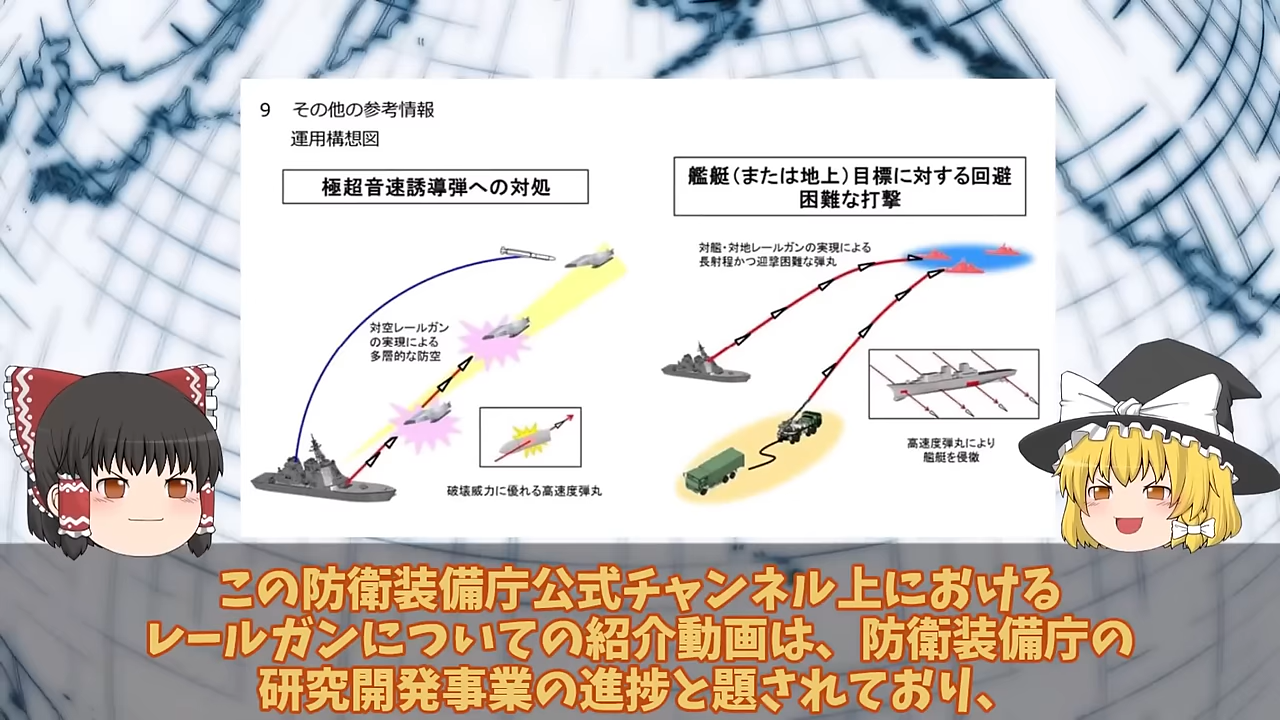 9 その他の参考情報
運用構想図
極超音速誘導弾への対処
対空レールガン
の実現による
多層的な防空
破壊威力に優れる高速度弾丸
艦艇(または地上)目標に対する回避
困難な打撃
対艦・対地レールガンの実現による
長射程かつ迎撃困難な弾丸
高速度弾丸により
艦艇を侵徹
この防衛装備庁公式チャンネル上における
レールガンについての紹介動画は、防衛装備庁の
研究開発事業の進捗と題されており、